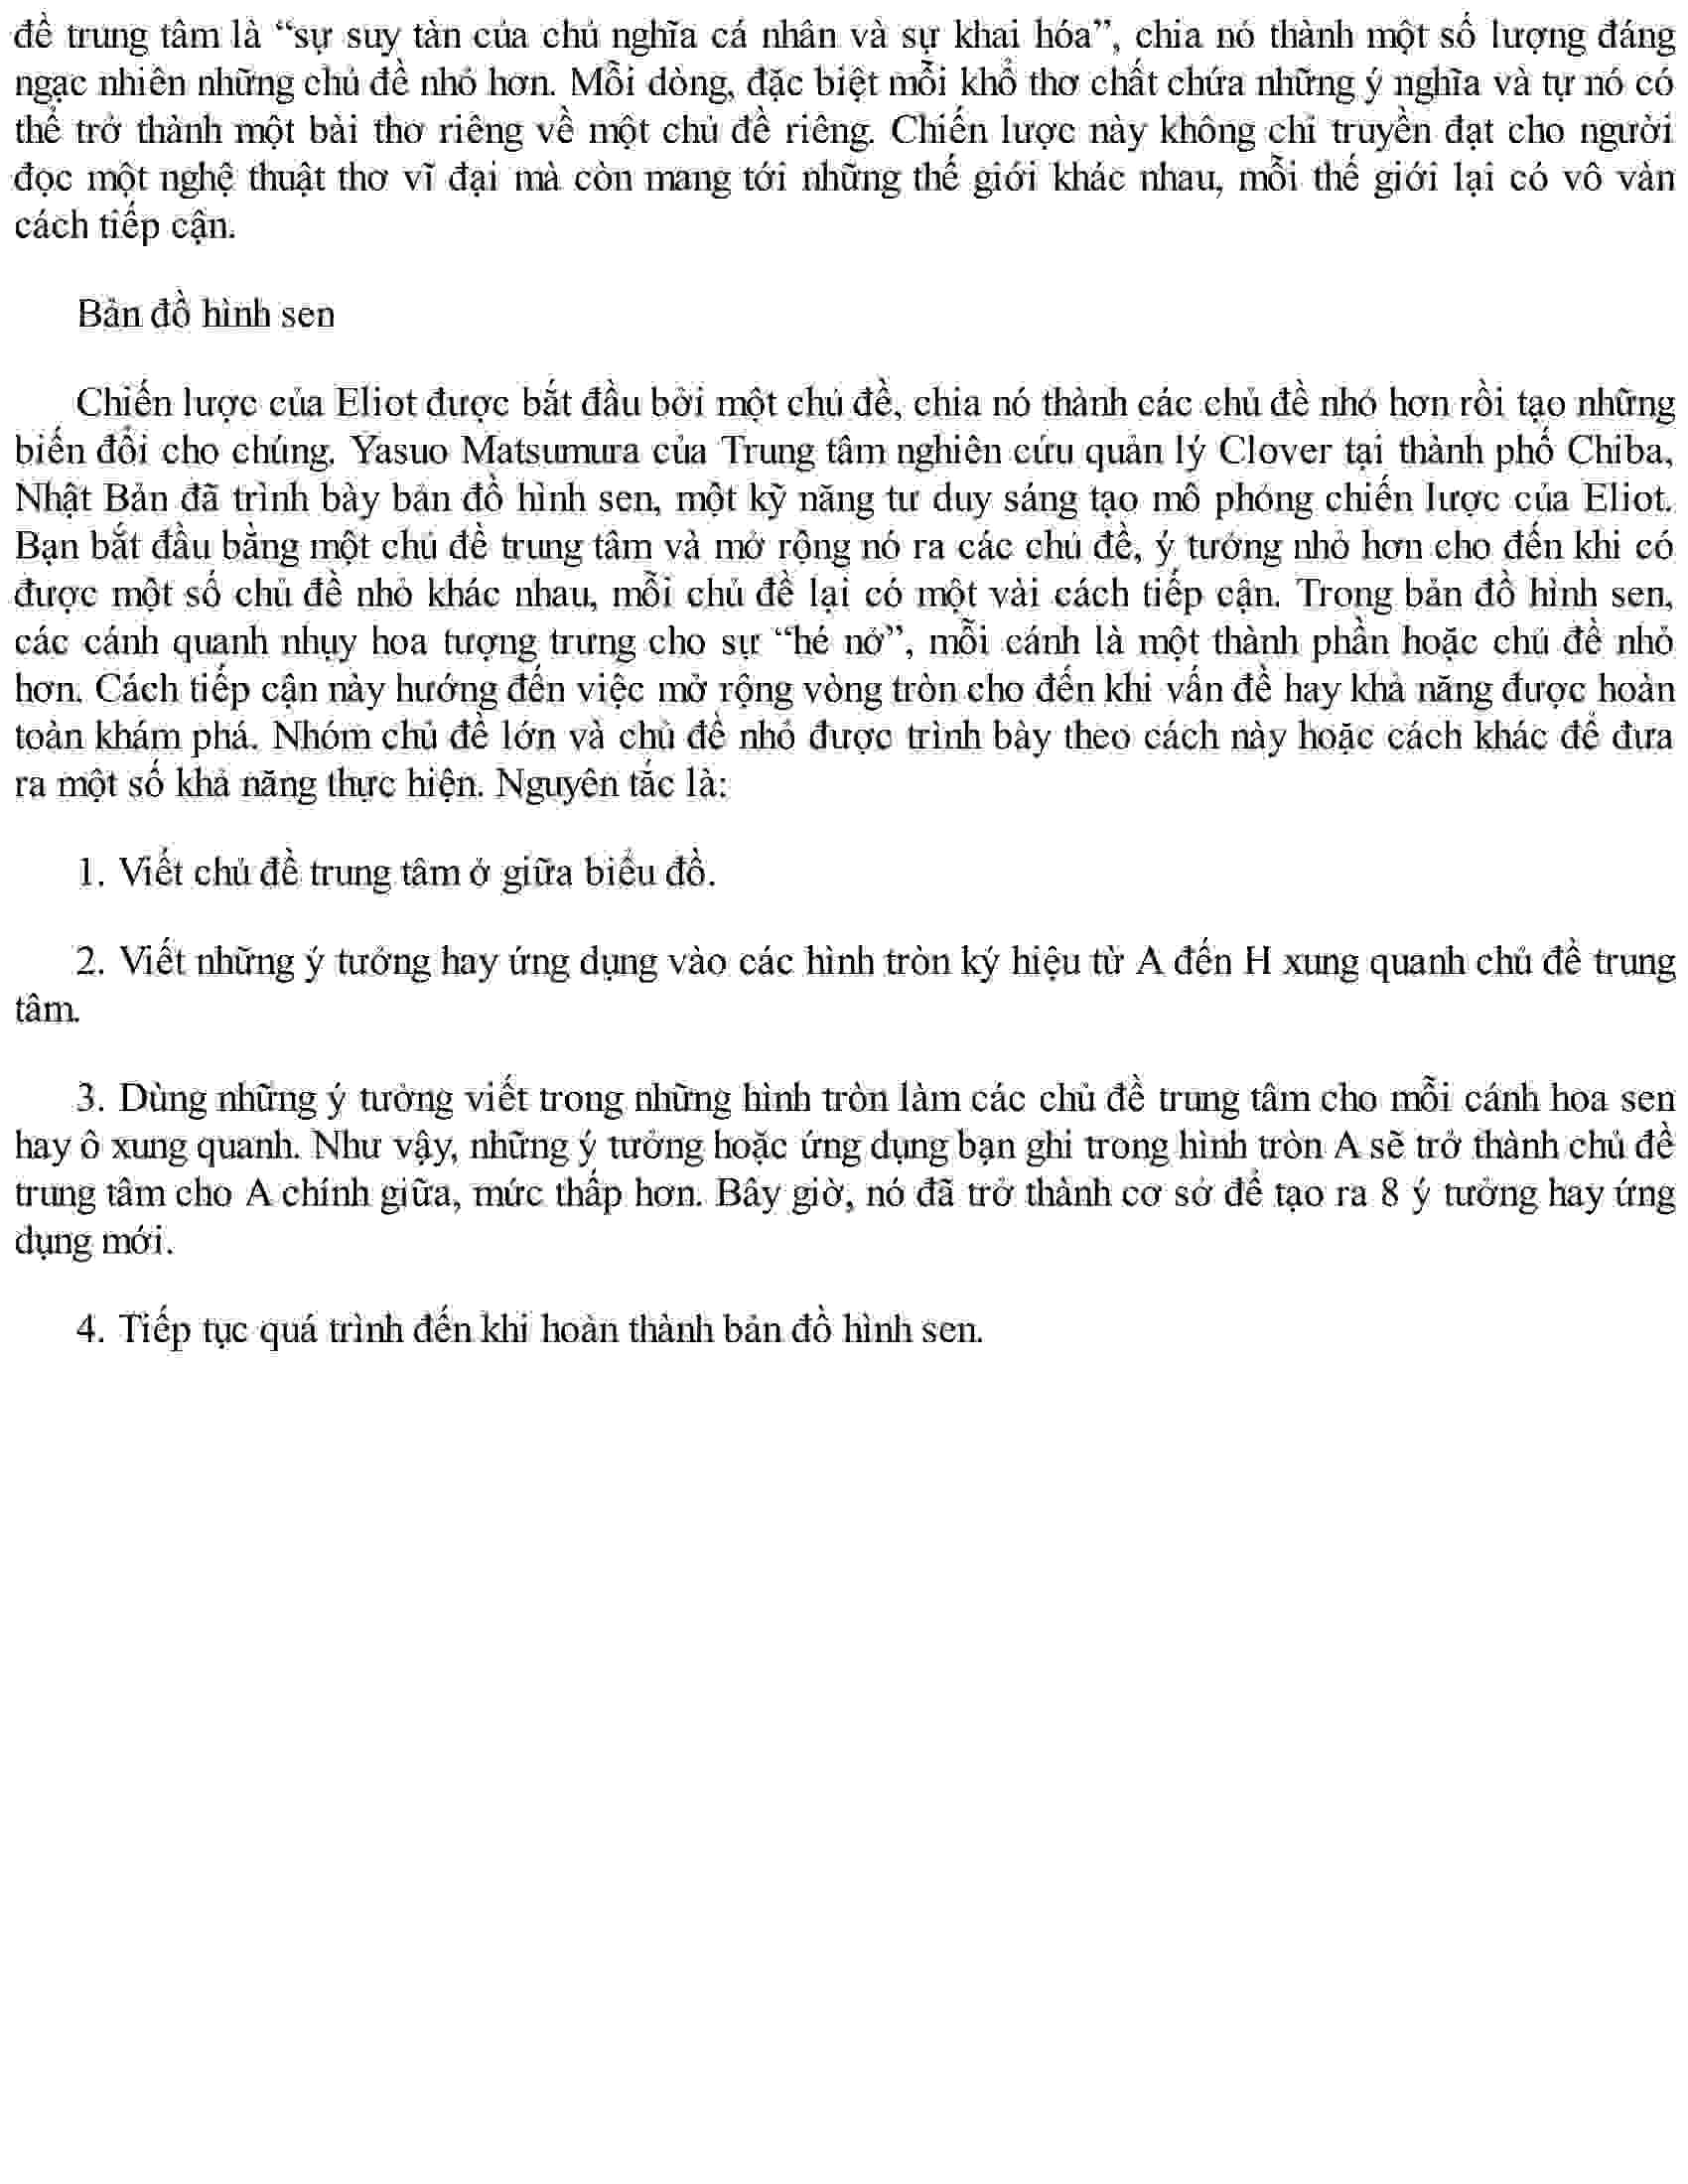 đề trung tâm là “sự suy tàn của chủ nghĩa cá nhân và sự khai hóa”, chia nó thành một số lượng đáng
ngạc nhiên những chủ đề nhỏ hơn. Mỗi dòng, đặc biệt mỗi khổ thơ chất chứa những ý nghĩa và tự nó có
thể trở thành một bài thơ riêng về một chủ đề riêng. Chiến lược này không chỉ truyền đạt cho người
đọc một nghệ thuật thơ vĩ đại mà còn mang tới những thế giới khác nhau, mỗi thế giới lại có vô vàn
cách tiếp cận.
Bản đồ hình sen
Chiến lược của Eliot được bắt đầu bởi một chủ đề, chia nó thành các chủ đề nhỏ hơn rồi tạo những
biến đổi cho chúng. Yasuo Matsumura của Trung tâm nghiên cứu quản lý Clover tại thành phố Chiba,
Nhật Bản đã trình bày bản đồ hình sen, một kỹ năng tư duy sáng tạo mô phỏng chiến lược của Eliot.
Bạn bắt đầu bằng một chủ đề trung tâm và mở rộng nó ra các chủ đề, ý tưởng nhỏ hơn cho đến khi có
được một số chủ đề nhỏ khác nhau, mỗi chủ đề lại có một vài cách tiếp cận. Trong bản đồ hình sen,
các cánh quanh nhụy hoa tượng trưng cho sự “hé nở”, mỗi cánh là một thành phần hoặc chủ đề nhỏ
hơn. Cách tiếp cận này hướng đến việc mở rộng vòng tròn cho đến khi vấn đề hay khả năng được hoàn
toàn khám phá. Nhóm chủ đề lớn và chủ đề nhỏ được trình bày theo cách này hoặc cách khác để đưa
ra một số khả năng thực hiện. Nguyên tắc là:
1. Viết chủ đề trung tâm ở giữa biểu đồ.
2. Viết những ý tưởng hay ứng dụng vào các hình tròn ký hiệu từ A đến H xung quanh chủ đề trung
tâm.
3. Dùng những ý tưởng viết trong những hình tròn làm các chủ đề trung tâm cho mỗi cánh hoa sen
hay ô xung quanh. Như vậy, những ý tưởng hoặc ứng dụng bạn ghi trong hình tròn A sẽ trở thành chủ đề
trung tâm cho A chính giữa, mức thấp hơn. Bây giờ, nó đã trở thành cơ sở để tạo ra 8 ý tưởng hay ứng
dụng mới.
4. Tiếp tục quá trình đến khi hoàn thành bản đồ hình sen.